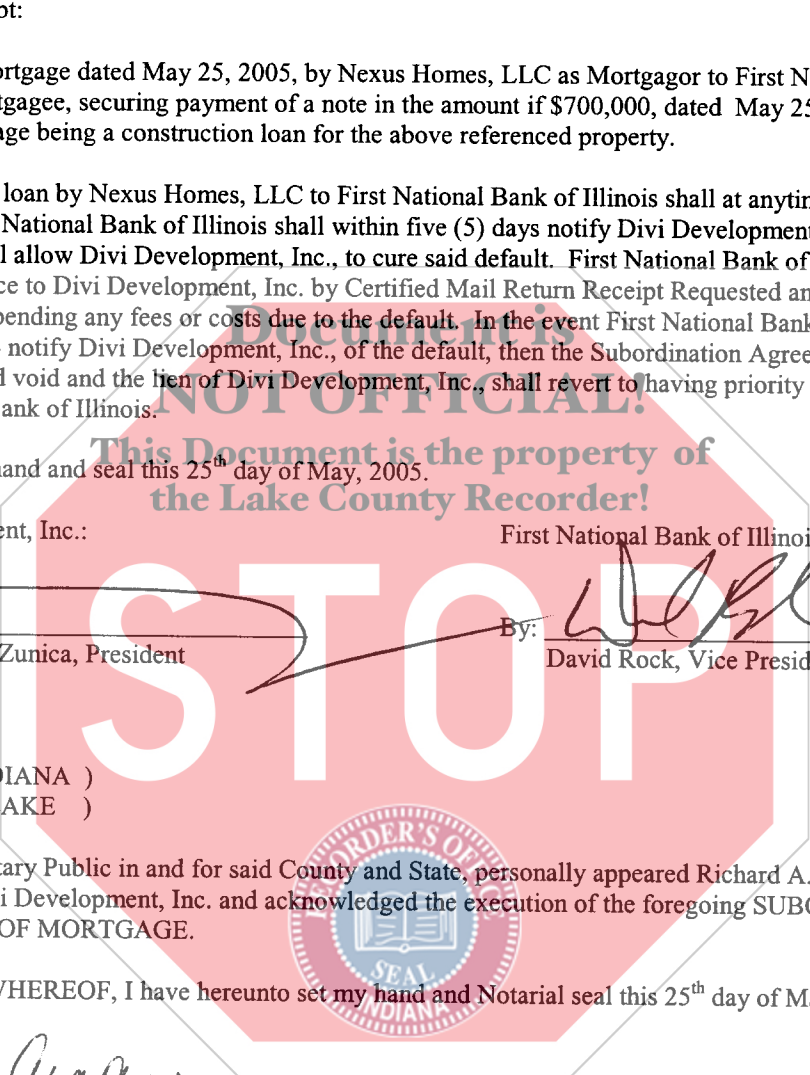 ot:
ortgage dated May 25, 2005, by Nexus Homes, LLC as Mortgagor to First N
tgagee, securing payment of a note in the amount if $700,000, dated May 25
age being a construction loan for the above referenced property.
loan by Nexus Homes, LLC to First National Bank of Illinois shall at anytim
National Bank of Illinois shall within five (5) days notify Divi Development
l allow Divi Development, Inc., to cure said default. First National Bank of
ce to Divi Development, Inc. by Certified Mail Return Receipt Requested an
pending any fees or costs due to the default. In the event First National Bank
notify Divi Development, Inc., of the default, then the Subordination Agree
d void and the lien of Divi Development, Inc., shall revert to having priority
ank of Illinois.
Document is
NOT OFFICIAL!
This Document is the property of
the Lake County Recorder!
hand and seal this 25th day of May, 2005.
ent, Inc.:
First National Bank of Illinoi
STOP
By:
Zunica, President
David Rock, Vice Presid
DIANA )
AKE )
tary Public in and for said County and State, personally appeared Richard A.
i Development, Inc. and acknowledged the execution of the foregoing SUBO
OF MORTGAGE.
RECORDER'S OFFICE
SEAL
INDIANA
WHEREOF, I have hereunto set my hand and Notarial seal this 25th day of Ma